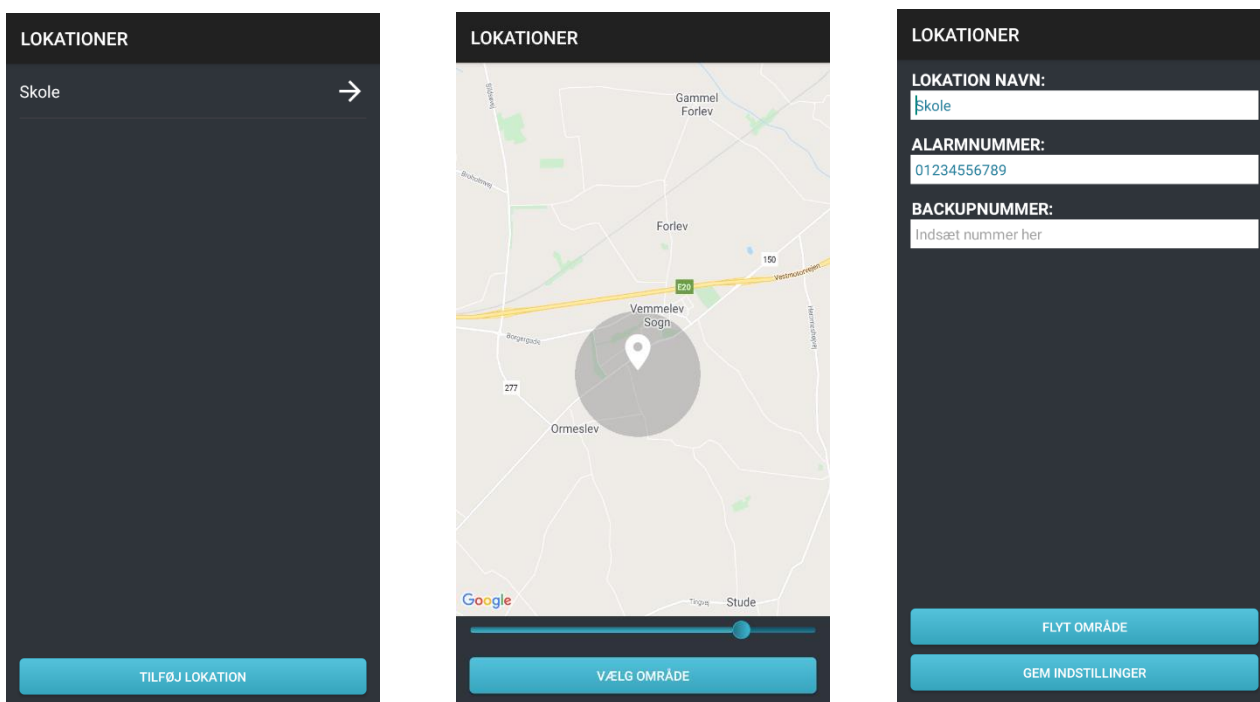 LOKATIONER
Skole
TILFØJ LOKATION
LOKATIONER
Gammel
Forlev
Forlev
150
E20
Vemmelev
Sogn
Borgergade
277
Ormeslev
Google
Stude
VÆLG OMRÅDE
LOKATIONER
LOKATION NAVN:
Skole
ALARMNUMMER:
01234556789
BACKUPNUMMER:
Indsæt nummer her
FLYT OMRÅDE
GEM INDSTILLINGER